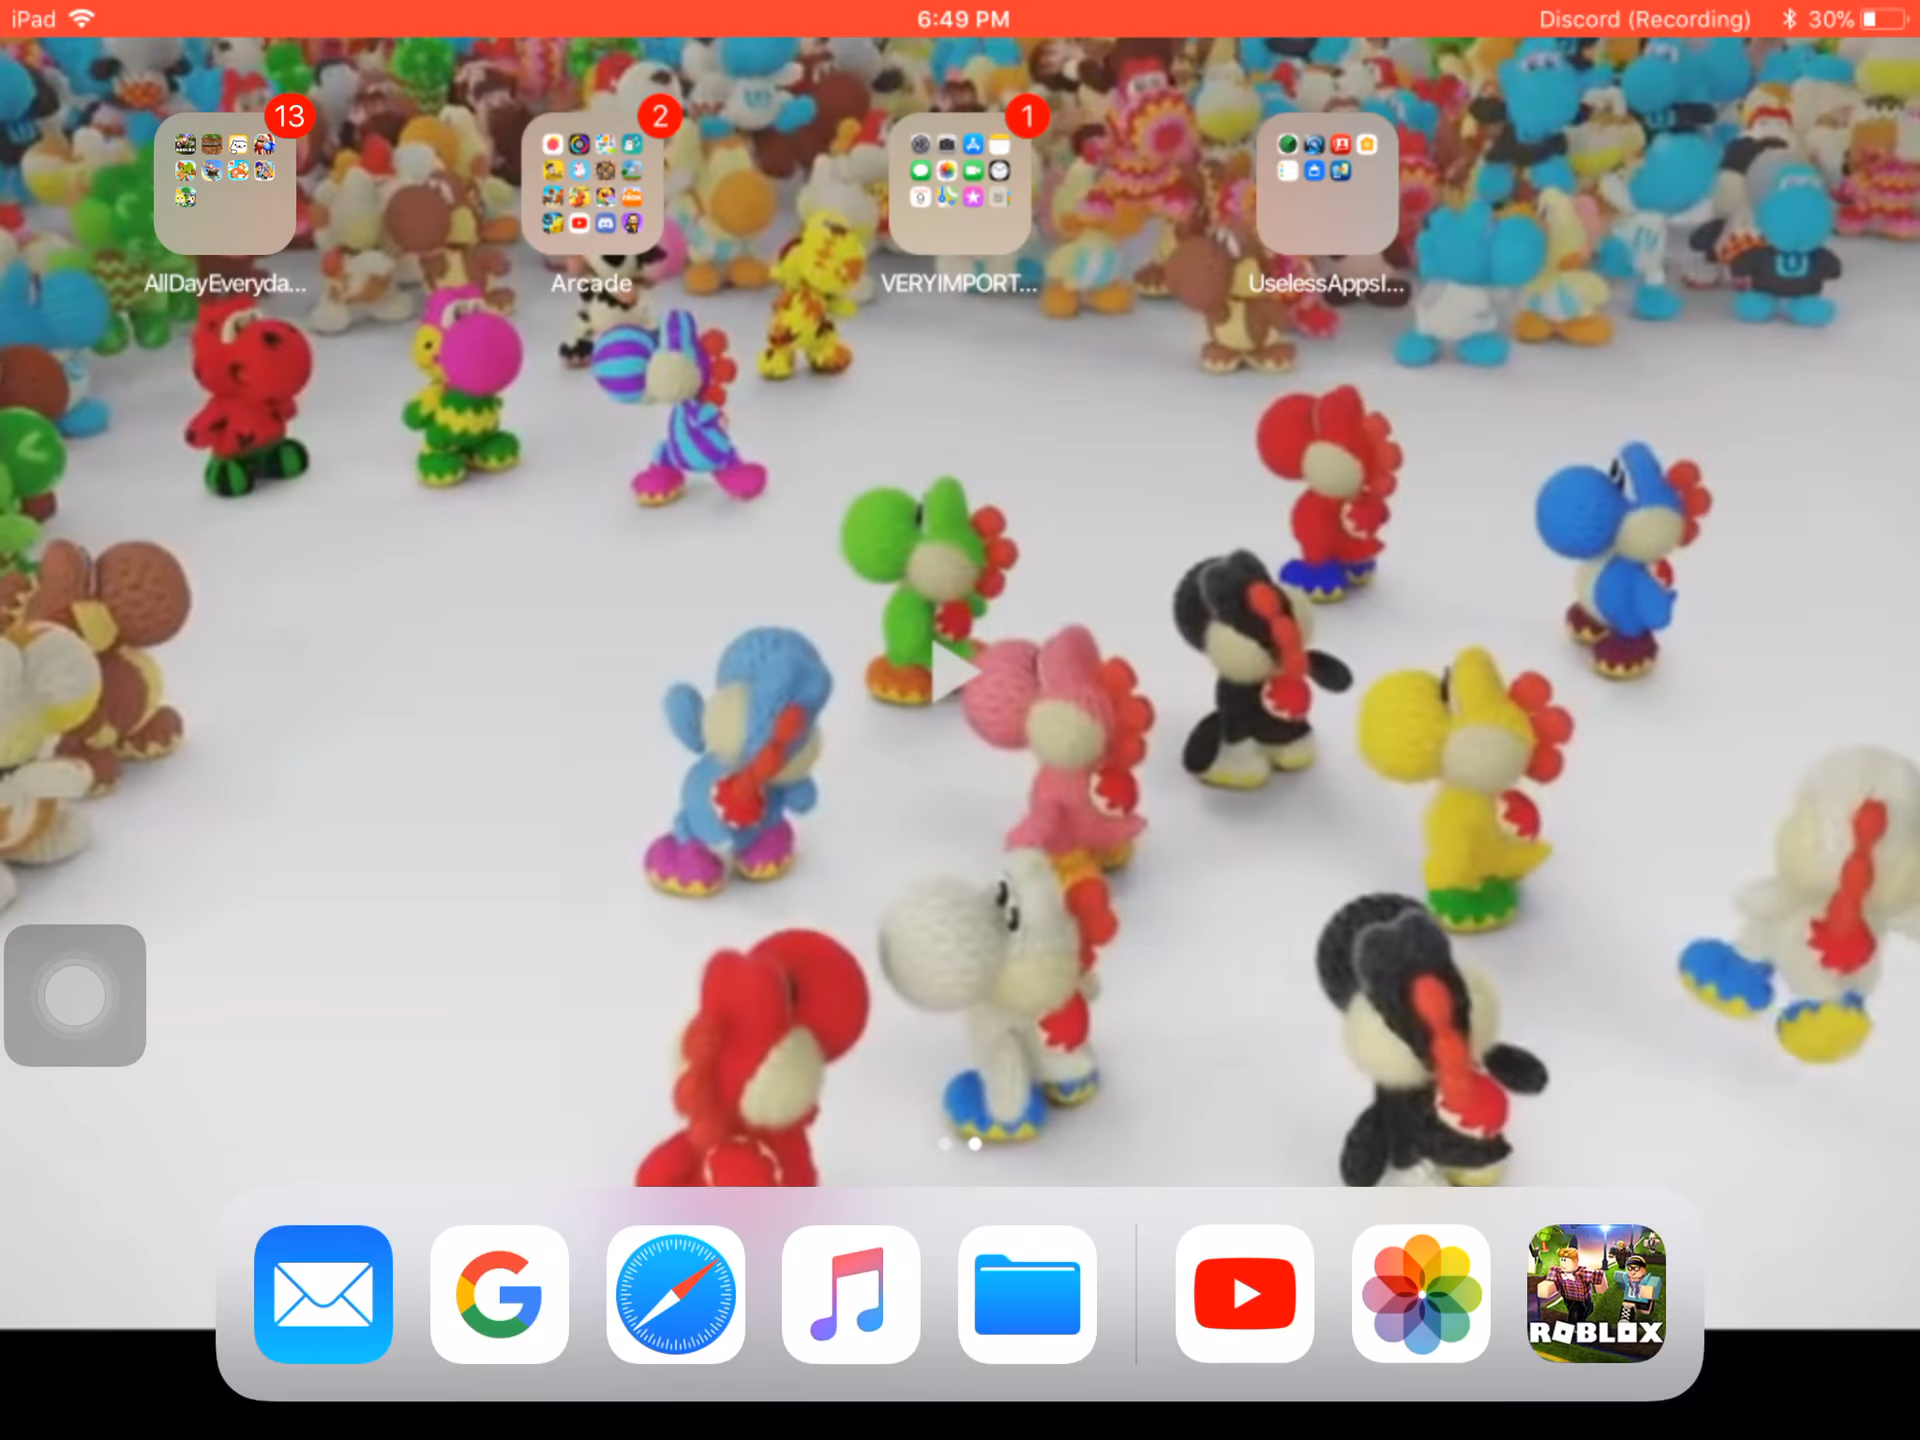 iPad 6:49 PM Discord (Recording) 30%
13 2 1
AllDayEveryda... Arcade VERYIMPORT... UselessAppsI...
ROBLOX